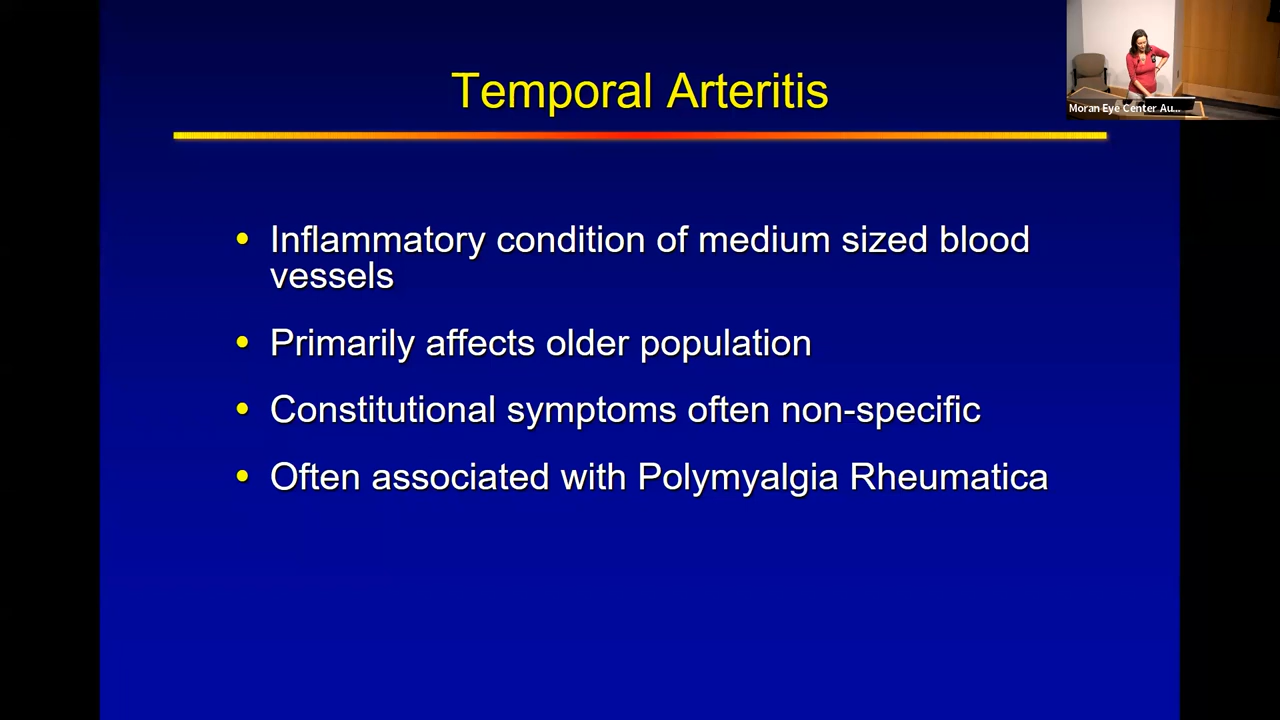 Temporal Arteritis
Moran Eye Center Au...
• Inflammatory condition of medium sized blood
vessels
• Primarily affects older population
• Constitutional symptoms often non-specific
• Often associated with Polymyalgia Rheumatica